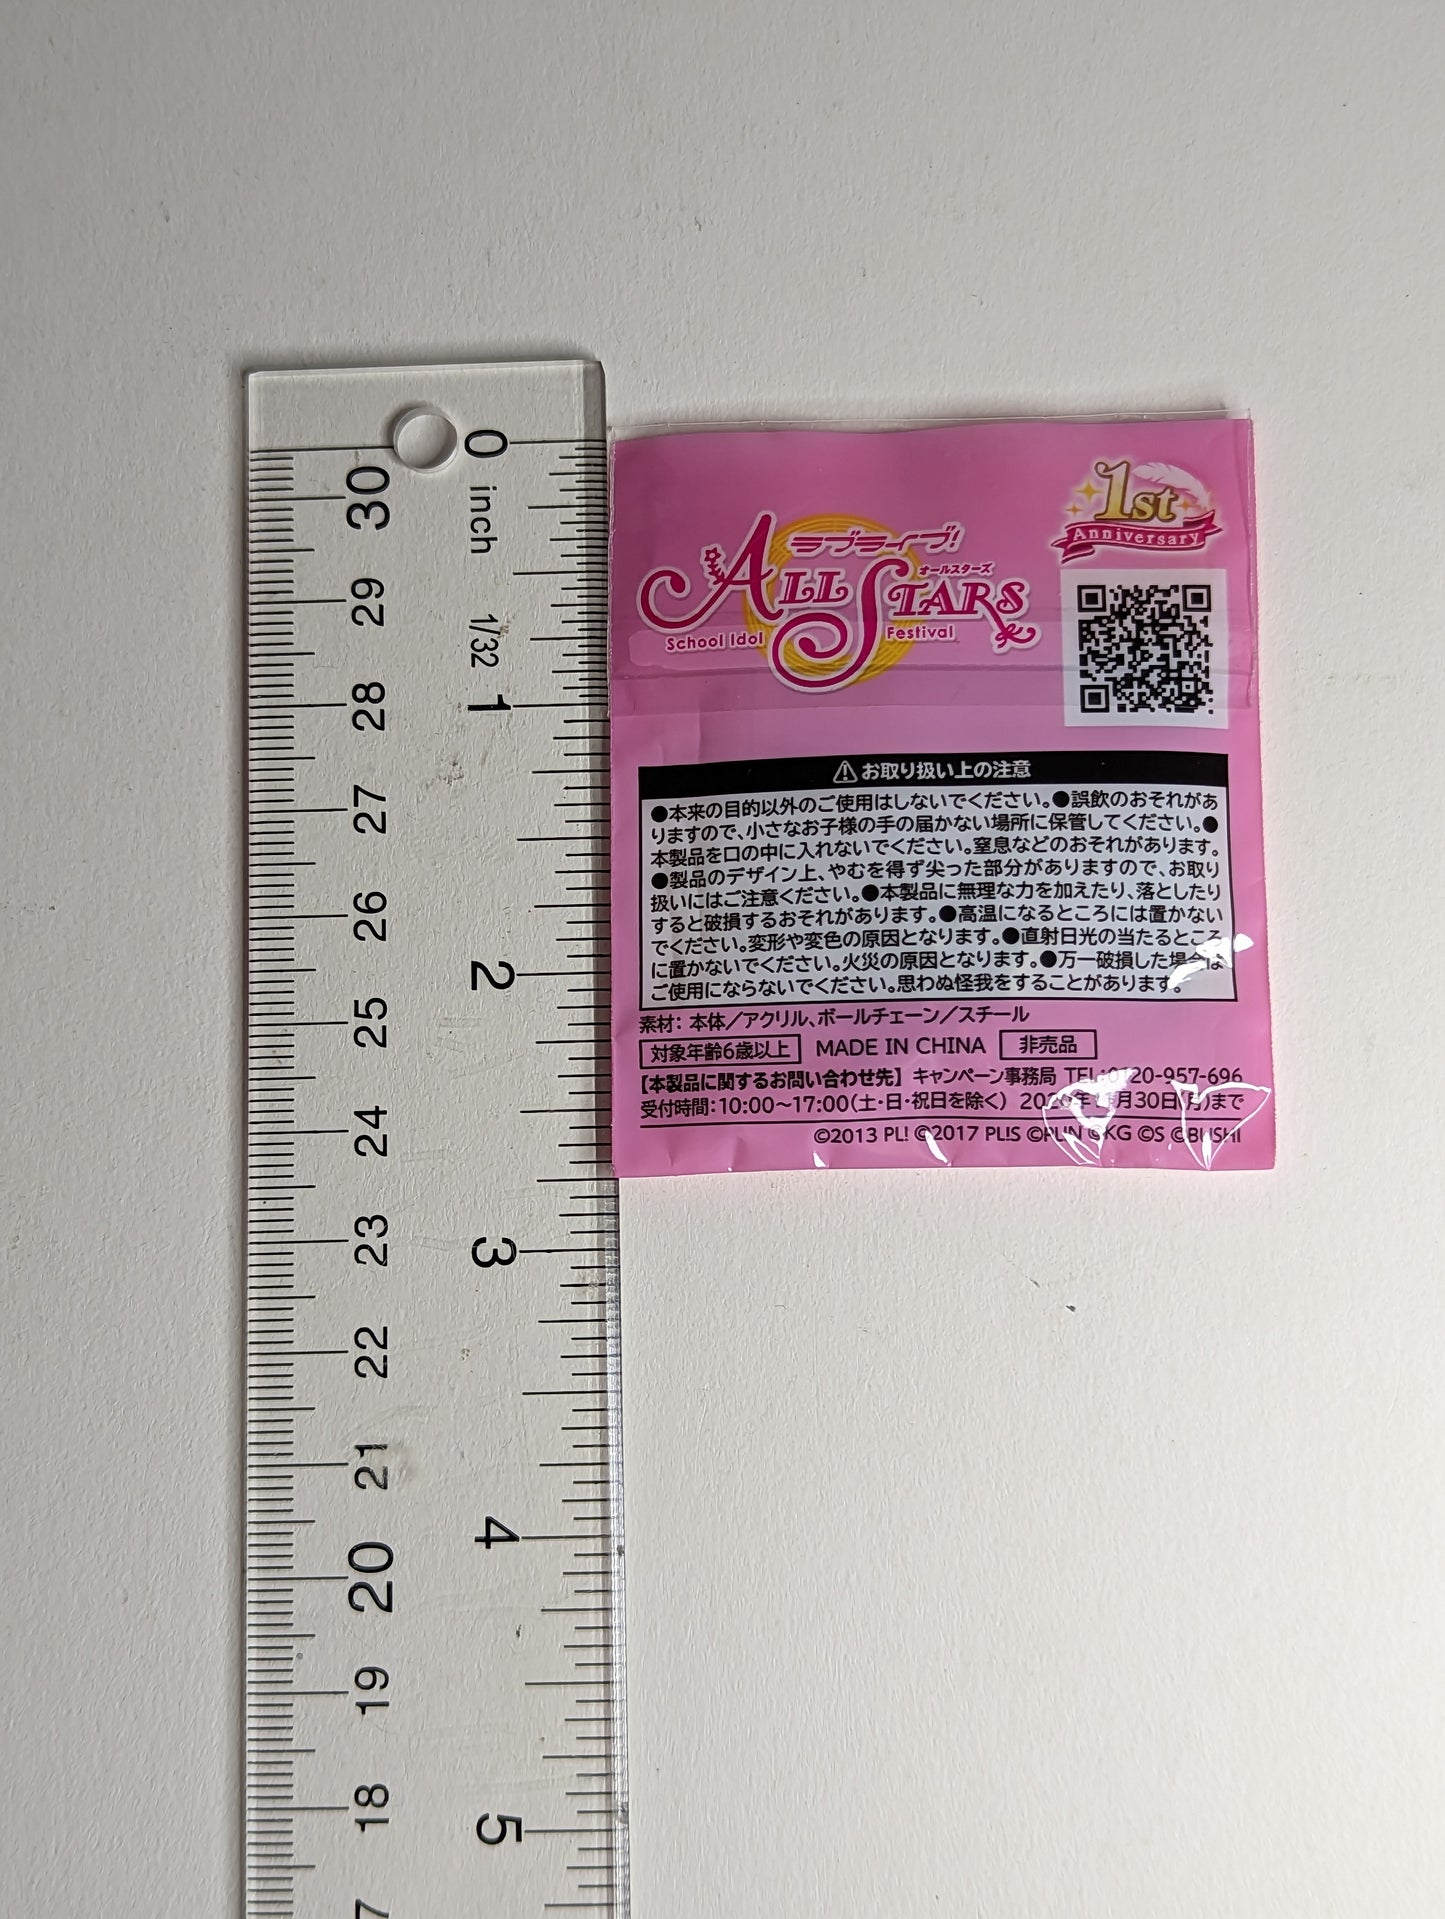 0
inch
1/32
1
2
3
4
5
30
29
28
27
26
25
24
23
22
21
20
19
18
7
1st
Anniversary
ラブライブ!
ALL STARS
オールスターズ
School Idol Festival
⚠お取り扱い上の注意
●本来の目的以外のご使用はしないでください。●誤飲のおそれがあ
りますので、小さなお子様の手の届かない場所に保管してください。●
本製品を口の中に入れないでください。窒息などのおそれがあります。
●製品のデザイン上、やむを得ず尖った部分がありますので、お取り
扱いにはご注意ください。●本製品に無理な力を加えたり、落としたり
すると破損するおそれがあります。●高温になるところには置かない
でください。変形や変色の原因となります。●直射日光の当たるところ
に置かないでください。火災の原因となります。●万一破損した場合は
ご使用にならないでください。思わぬ怪我をすることがあります。
素材：本体／アクリル、ボールチェーン／スチール
対象年齢6歳以上 MADE IN CHINA 非売品
【本製品に関するお問い合わせ先】キャンペーン事務局 TEL:0120-957-696
受付時間：10:00～17:00(土・日・祝日を除く) 2020年11月30日(月)まで
©2013 PL! ©2017 PL!S ©PL!N ©KG ©S ©BUSHI